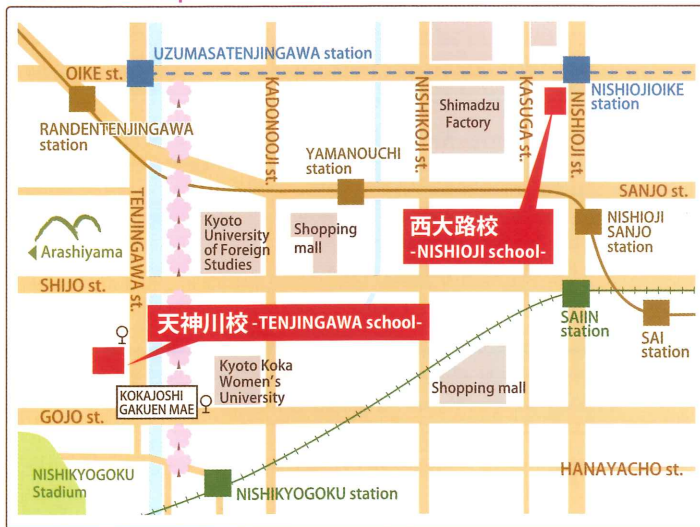 UZUMASATENJINGAWA station
OIKE st.
NISHIOJIOIKE
station
RANDENTENJINGAWA
station
KADONOOJI st.
NISHIKOJI st.
Shimadzu
Factory
KASUGA st.
NISHIOJI st.
YAMANOUCHI
station
SANJO st.
TENJINGAWA st.
Arashiyama
Kyoto
University
of Foreign
Studies
Shopping
mall
西大路校
-NISHIOJI school-
NISHIOJI
SANJO
station
SHIJO st.
天神川校 -TENJINGAWA school-
SAIIN
station
SAI
station
Kyoto Koka
Women's
University
Shopping mall
KOKAJOSHI
GAKUEN MAE
GOJO st.
NISHIKYOGOKU
Stadium
NISHIKYOGOKU station
HANAYACHO st.